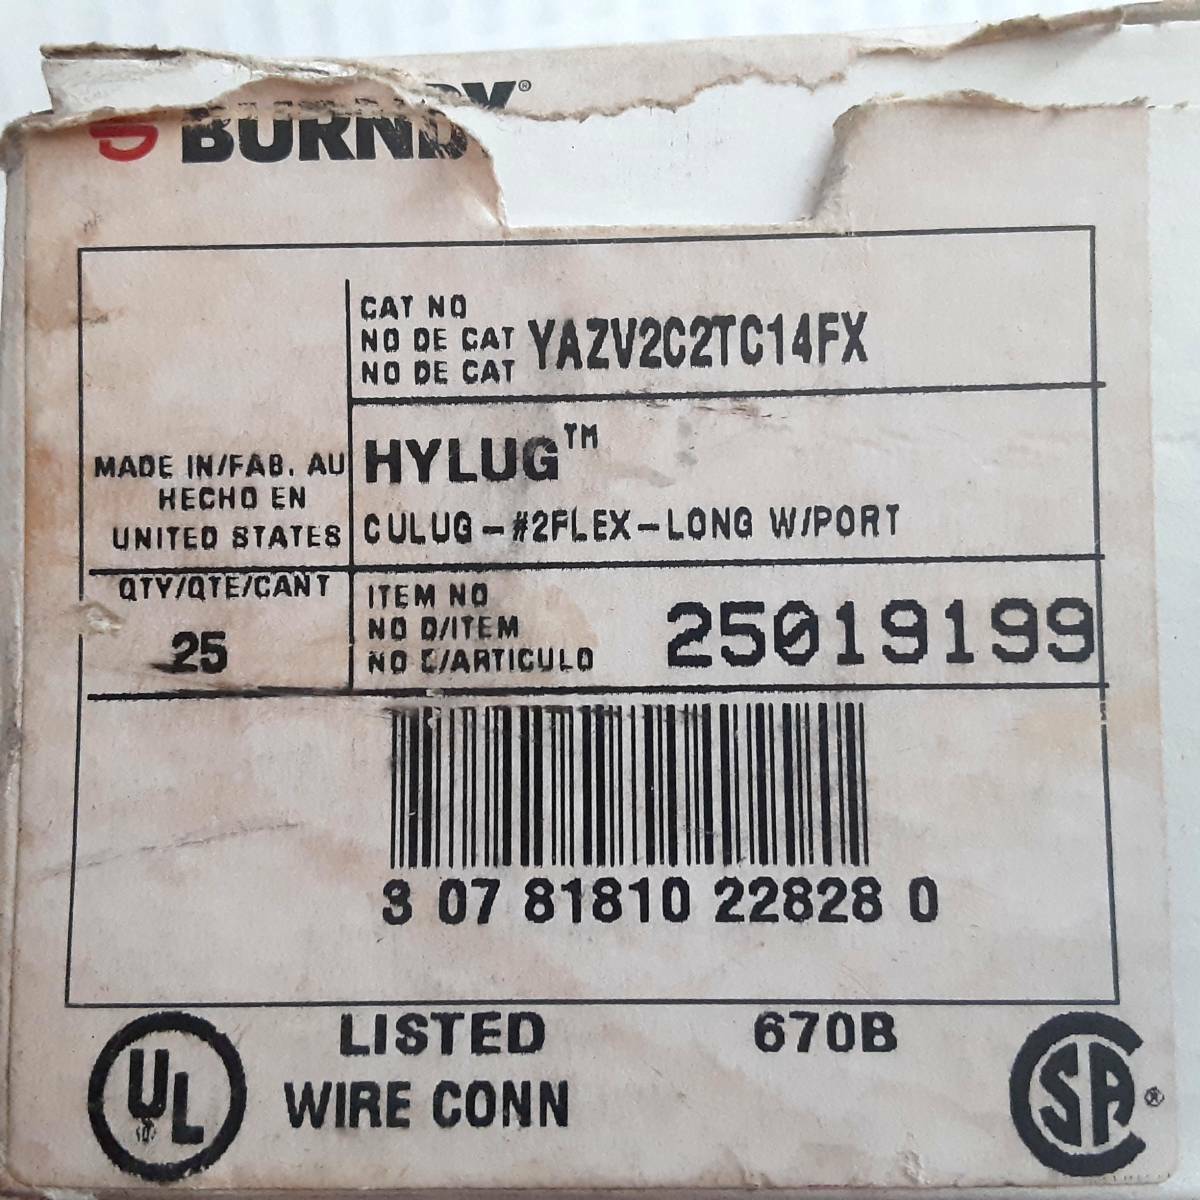 BURNDY®
CAT NO
NO DE CAT
NO DE CAT
YAZV2C2TC14FX
MADE IN/FAB. AU
HECHO EN
UNITED STATES
HYLUG™
CULUG-#2FLEX-LONG W/PORT
QTY/QTE/CANT
25
ITEM NO
NO D/ITEM
NO E/ARTICULO
25019199
3 07 81810 22828 0
UL
LISTED
WIRE CONN
670B
SA®